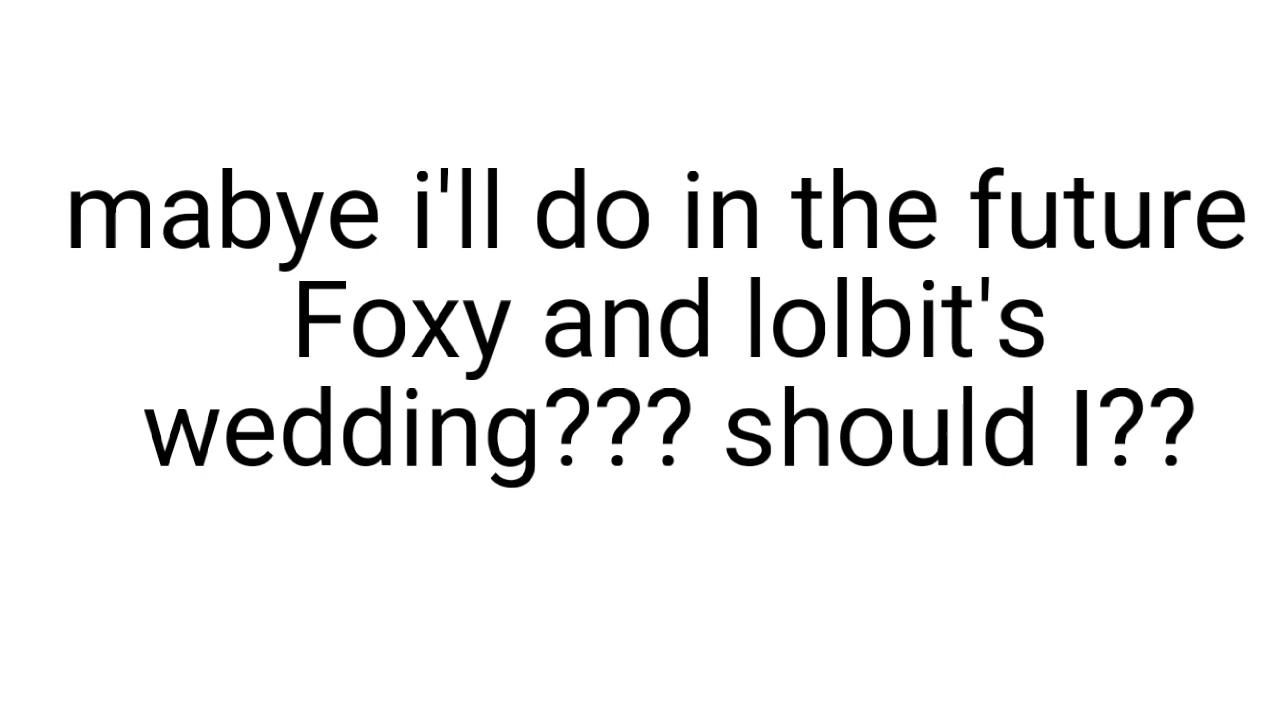 mabye i'll do in the future
Foxy and lolbit's
wedding??? should I??